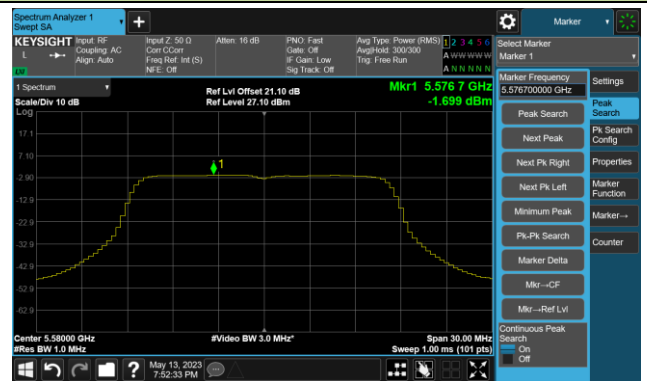 Spectrum Analyzer 1
Swept SA
+
Marker
KEYSIGHT
L
LV
Input: RF
Coupling: AC
Align: Auto
Input Z: 50 Ω
Corr CCorr
Freq Ref: Int (S)
NFE: Off
Atten: 16 dB
PNO: Fast
Gate: Off
IF Gain: Low
Sig Track: Off
Avg Type: Power (RMS)
Avg|Hold: 300/300
Trig: Free Run
1 2 3 4 5 6
A W W W W W
A N N N N N
Select Marker
Marker 1
1 Spectrum
Scale/Div 10 dB
Log
Ref Lvl Offset 21.10 dB
Ref Level 27.10 dBm
Mkr1 5.576 7 GHz
-1.699 dBm
17.1
7.10
-2.90
-12.9
-22.9
-32.9
-42.9
-52.9
-62.9
1
Center 5.58000 GHz
#Res BW 1.0 MHz
#Video BW 3.0 MHz*
Span 30.00 MHz
Sweep 1.00 ms (101 pts)
Marker Frequency
5.576700000 GHz
Peak Search
Next Peak
Next Pk Right
Next Pk Left
Minimum Peak
Pk-Pk Search
Marker Delta
Mkr→CF
Mkr→Ref Lvl
Continuous Peak
Search
On
Off
Settings
Peak
Search
Pk Search
Config
Properties
Marker
Function
Marker→
Counter
?
May 13, 2023
7:52:33 PM